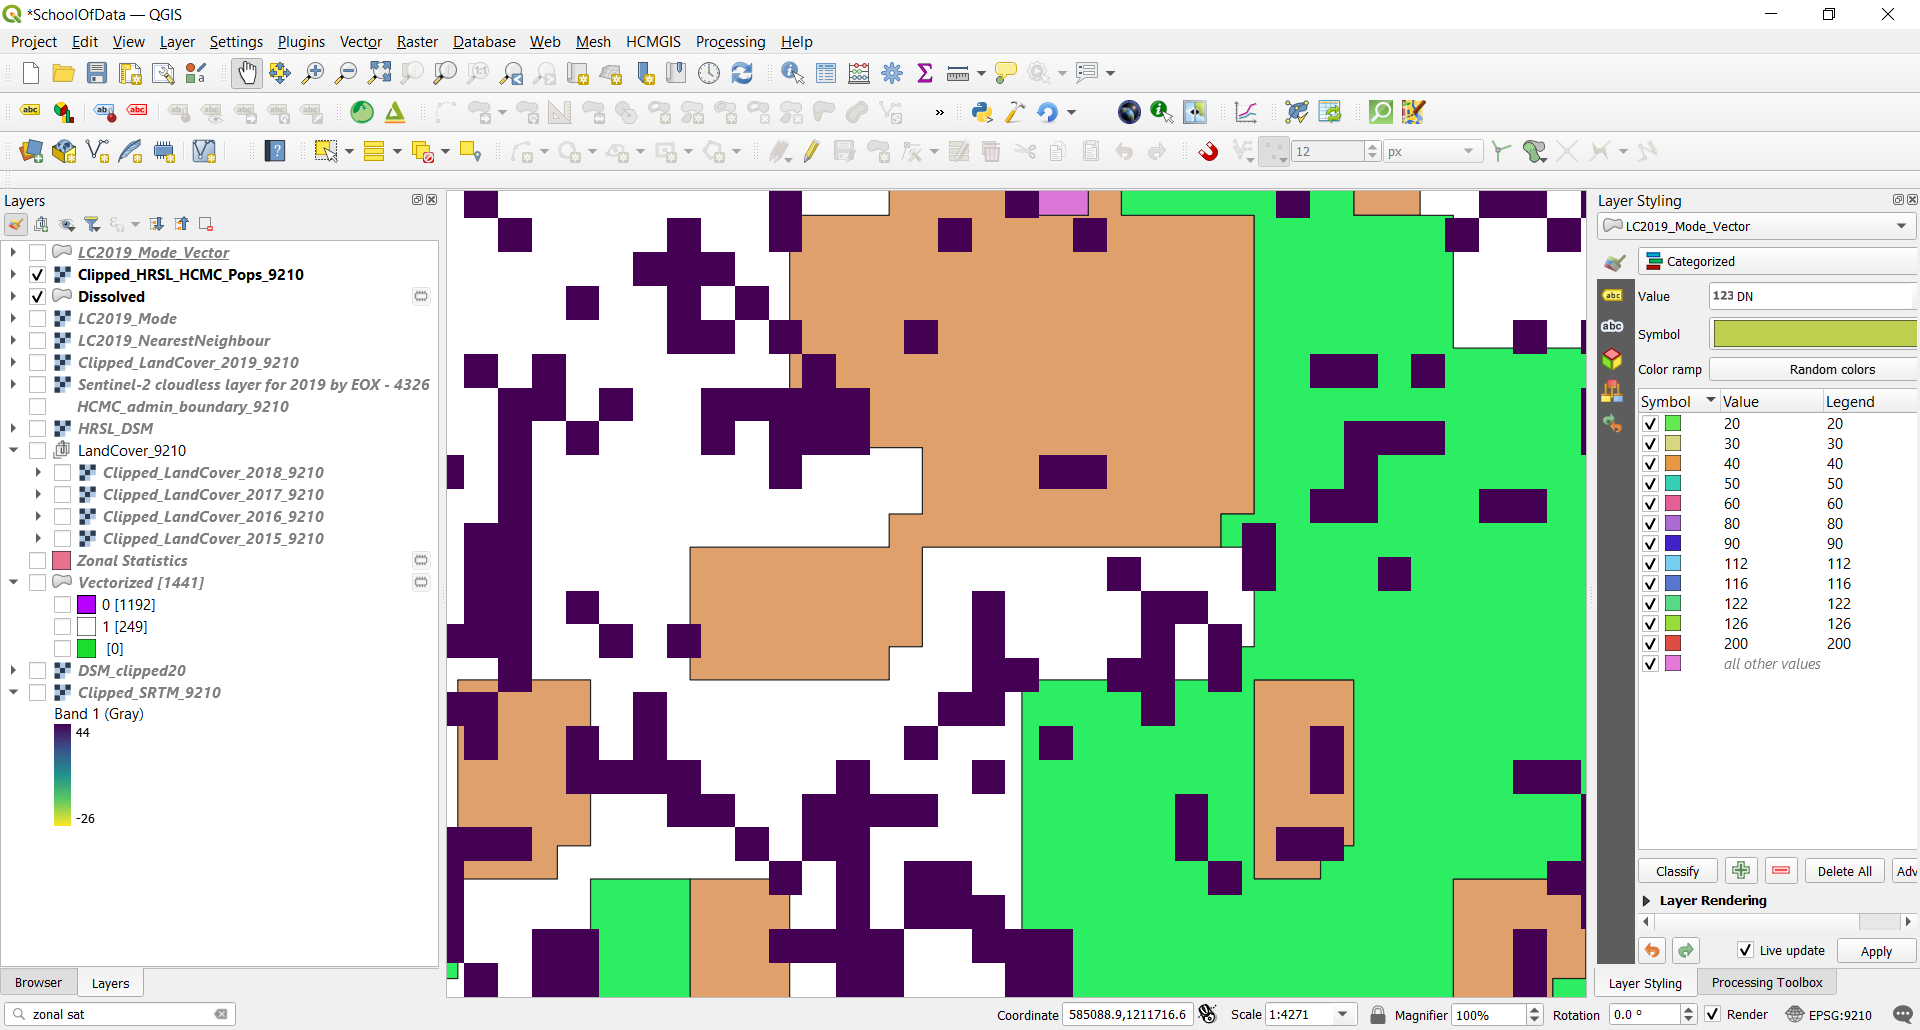 *SchoolOfData — QGIS
Project Edit View Layer Settings Plugins Vector Raster Database Web Mesh HCMGIS Processing Help
abc abc abc
12 px
Layers
LC2019_Mode_Vector
Clipped_HRSL_HCMC_Pops_9210
Dissolved
LC2019_Mode
LC2019_NearestNeighbour
Clipped_LandCover_2019_9210
Sentinel-2 cloudless layer for 2019 by EOX - 4326
HCMC_admin_boundary_9210
HRSL_DSM
LandCover_9210
Clipped_LandCover_2018_9210
Clipped_LandCover_2017_9210
Clipped_LandCover_2016_9210
Clipped_LandCover_2015_9210
Zonal Statistics
Vectorized [1441]
0 [1192]
1 [249]
[0]
DSM_clipped20
Clipped_SRTM_9210
Band 1 (Gray)
44
-26
Browser Layers
zonal sat
Layer Styling
LC2019_Mode_Vector
Categorized
abc
Value 123 DN
abc
Symbol
Color ramp Random colors
Symbol Value Legend
20 20
30 30
40 40
50 50
60 60
80 80
90 90
112 112
116 116
122 122
126 126
200 200
all other values
Classify Delete All Adv
Layer Rendering
Live update Apply
Layer Styling Processing Toolbox
Coordinate 585088.9,1211716.6 Scale 1:4271 Magnifier 100% Rotation 0.0 ° Render EPSG:9210